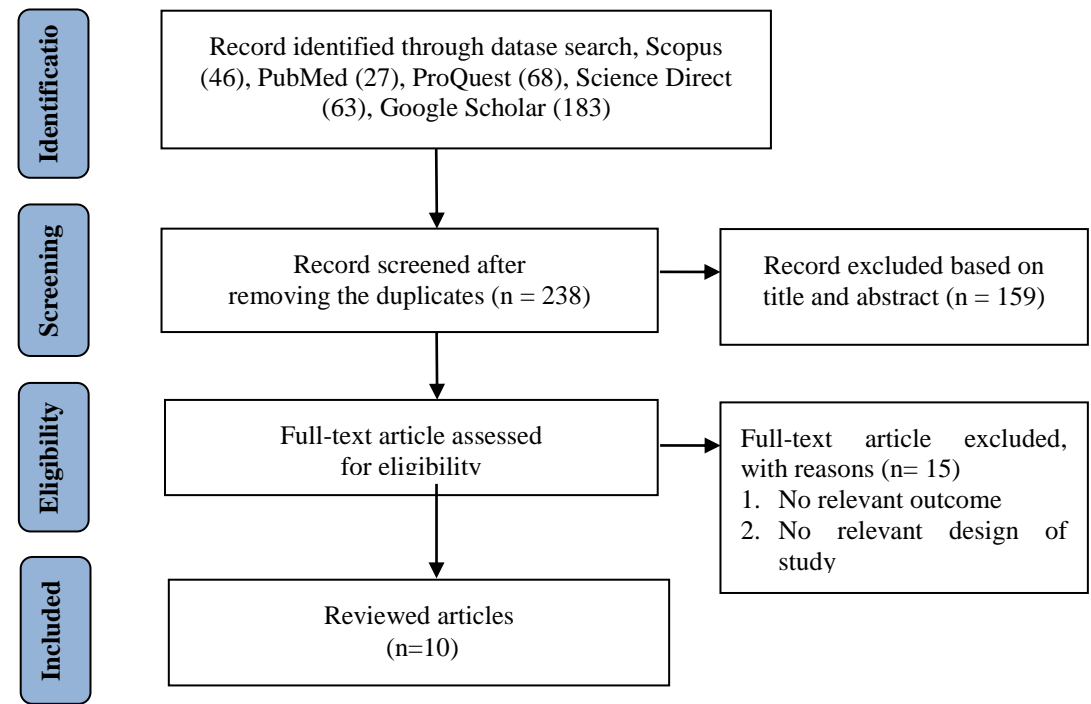 Identificatio
Record identified through datase search, Scopus
(46), PubMed (27), ProQuest (68), Science Direct
(63), Google Scholar (183)
Screening
Record screened after
removing the duplicates (n = 238)
Record excluded based on
title and abstract (n = 159)
Eligibility
Full-text article assessed
for eligibility
Full-text article excluded,
with reasons (n= 15)
1. No relevant outcome
2. No relevant design of
study
Included
Reviewed articles
(n=10)